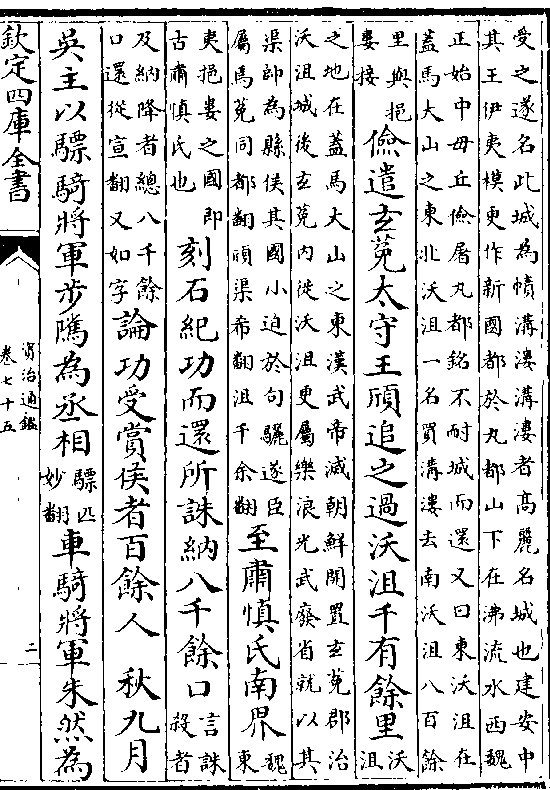 受之遂名此城為幘溝漊溝漊者高麗名城也建安中
其王伊夷模更作新國都於丸都山下在沸流水西魏
正始中毋丘儉屠丸都銘不耐城而還又曰東沃沮在
蓋馬大山之東北沃沮一名買溝漊去南沃沮八百餘
里與挹
婁接
儉遣玄菟太守王頎追之過沃沮千有餘里
沃
沮
之地在蓋馬大山之東漢武帝滅朝鮮開置玄菟郡治
沃沮城後玄菟內徙沃沮更屬樂浪光武廢省就以其
渠帥為縣侯其國小迫於句驪遂臣
屬焉菟同都翻頎渠希翻沮千余翻
至肅慎氏南界
魏
東
夷挹婁之國即
古肅慎氏也
刻石紀功而還所誅納八千餘口
言誅
殺者
及納降者總八千餘
口還從宣翻又如字
論功受賞侯者百餘人 秋九月
吳主以驃騎將軍步隲為丞相
驃匹
妙翻
車騎將軍朱然為
欽定四庫全書
資治通鑑
卷七十五
二